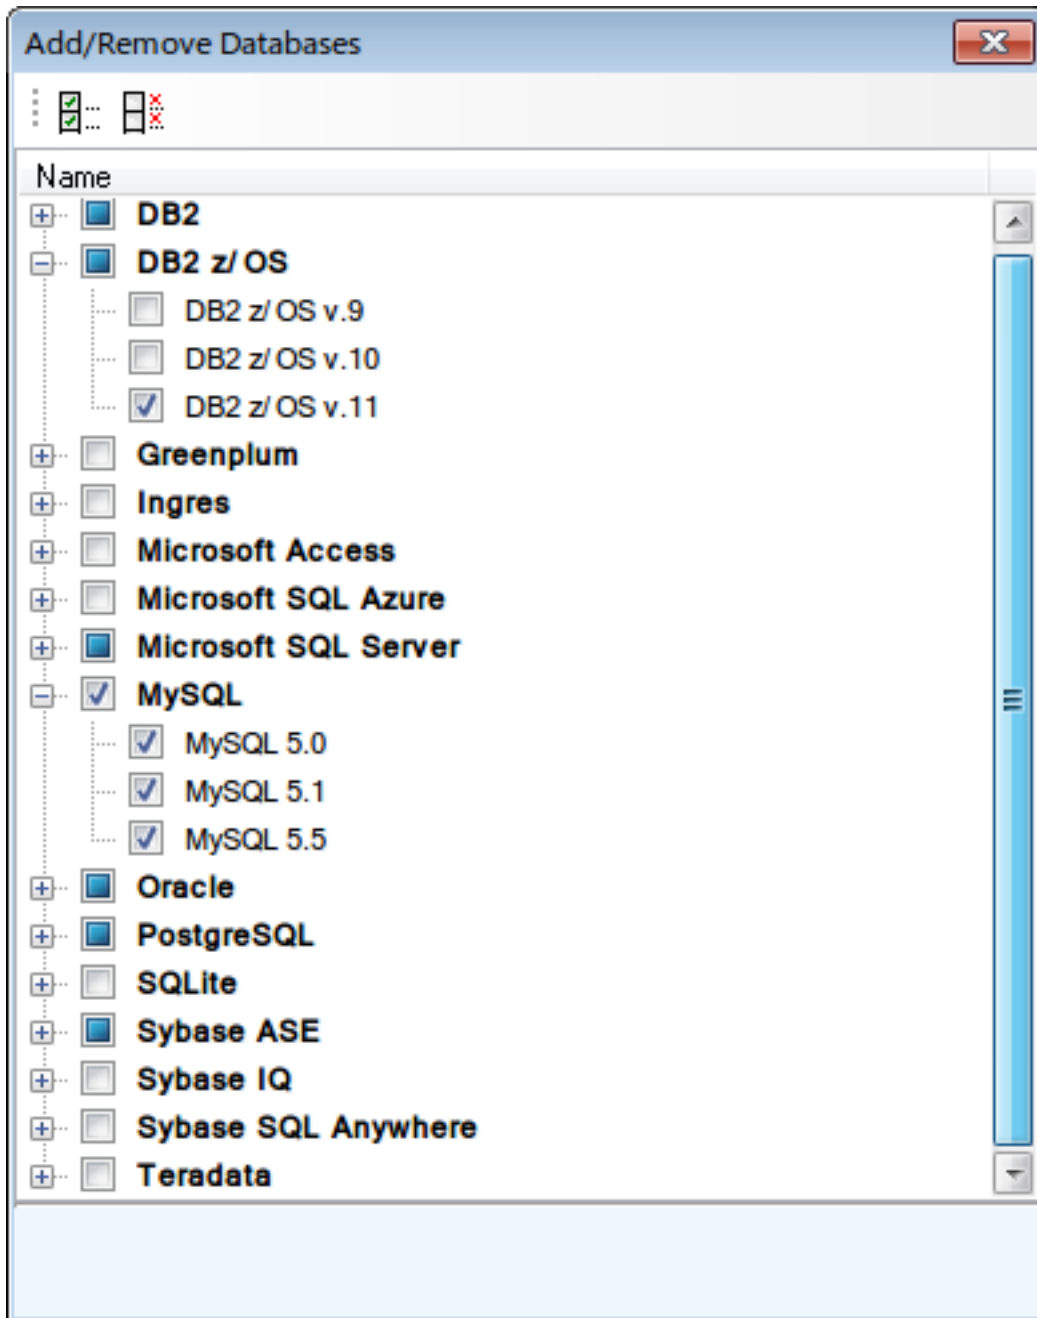 Add/Remove Databases
Name
DB2
DB2 z/OS
DB2 z/OS v.9
DB2 z/OS v.10
DB2 z/OS v.11
Greenplum
Ingres
Microsoft Access
Microsoft SQL Azure
Microsoft SQL Server
MySQL
MySQL 5.0
MySQL 5.1
MySQL 5.5
Oracle
PostgreSQL
SQLite
Sybase ASE
Sybase IQ
Sybase SQL Anywhere
Teradata